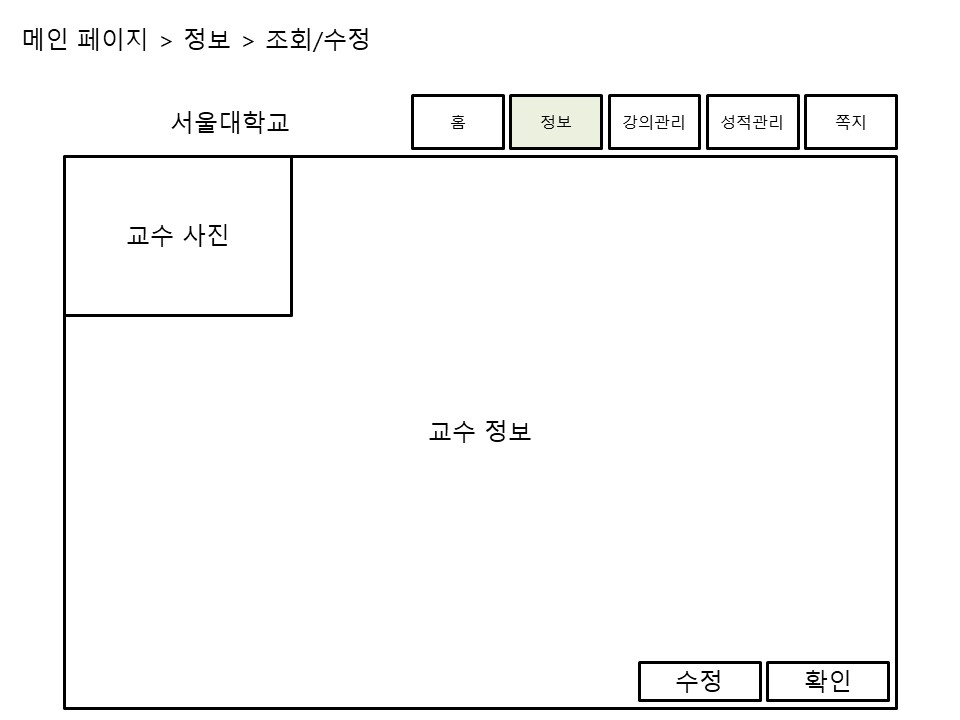 메인 페이지 > 정보 > 조회/수정
서울대학교
홈
정보
강의관리
성적관리
쪽지
교수 사진
교수 정보
수정
확인